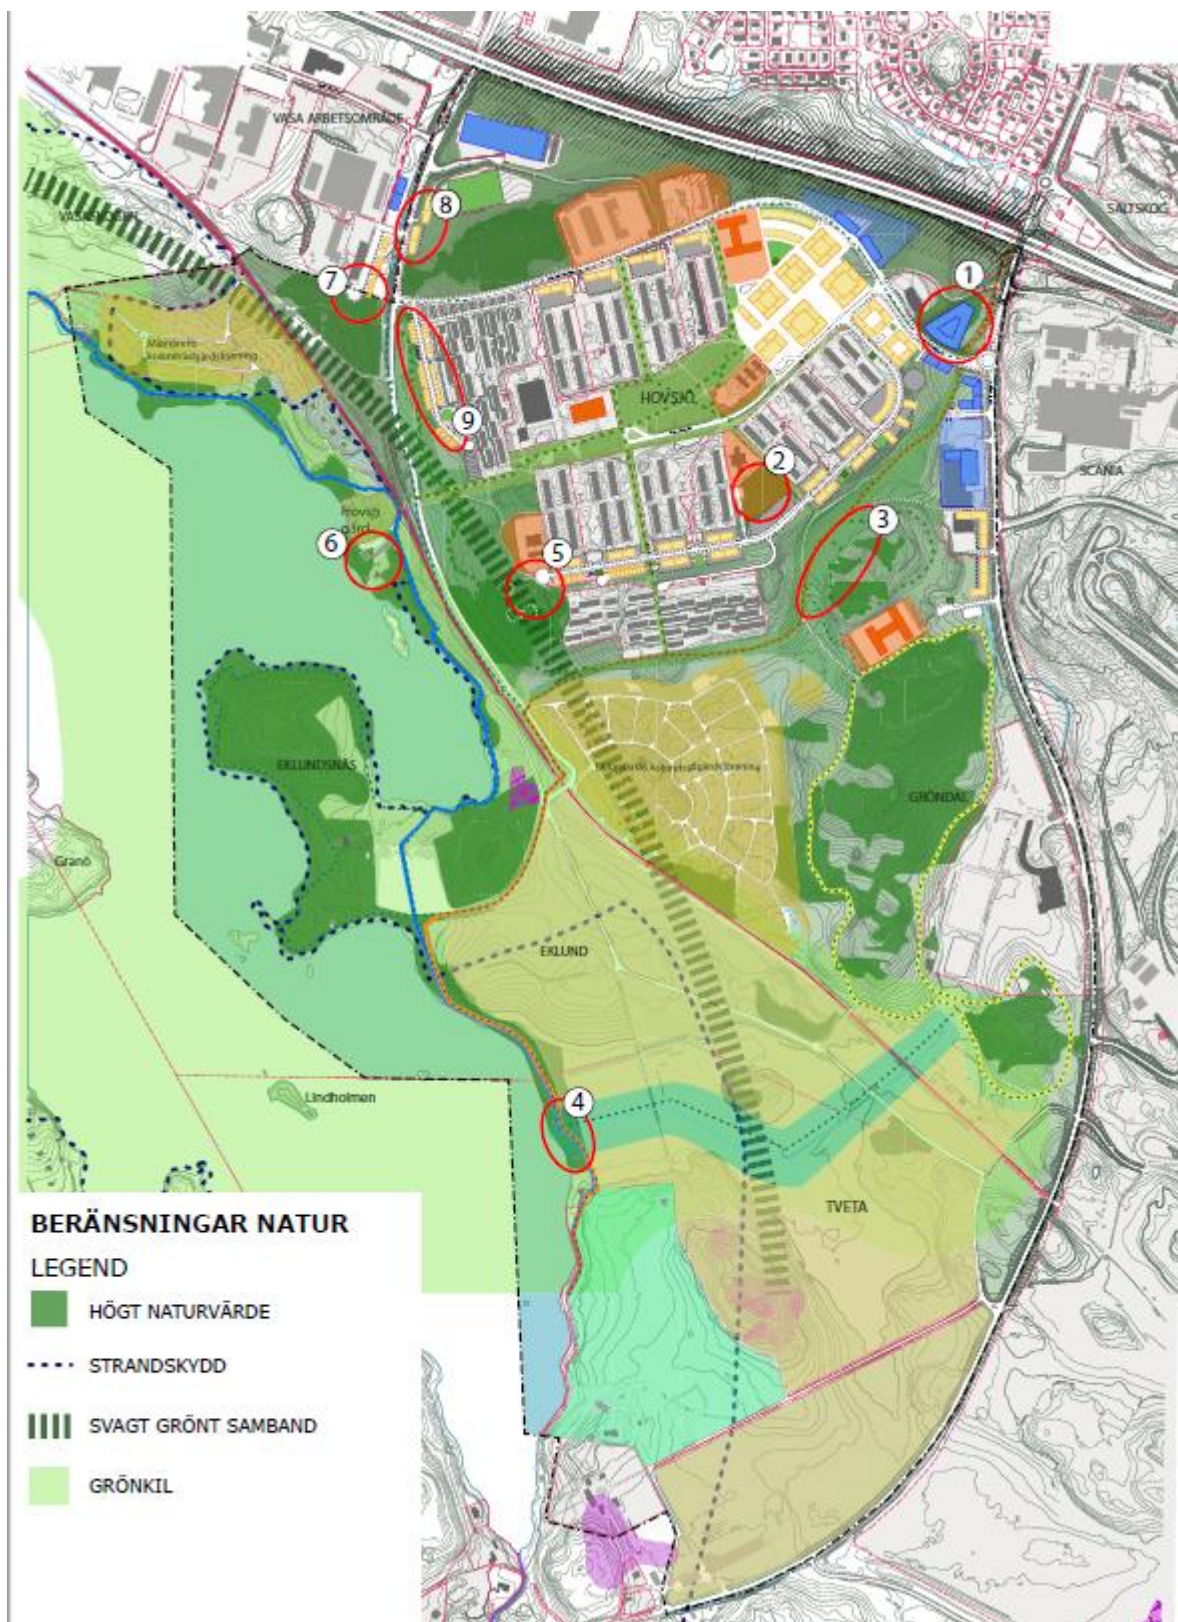 VASA ARBETSOMRÅDE
SALTSKOG
8
1
7
HOVSJÖ
9
2
SCANIA
3
gård
6
5
EKLUNDSNÄS
GRÖNDAL
Granö
EKLUND
Lindholmen
4
TVETA
BERÄNSNINGAR NATUR
LEGEND
HÖGT NATURVÄRDE
STRANDSKYDD
SVAGT GRÖNT SAMBAND
GRÖNKIL